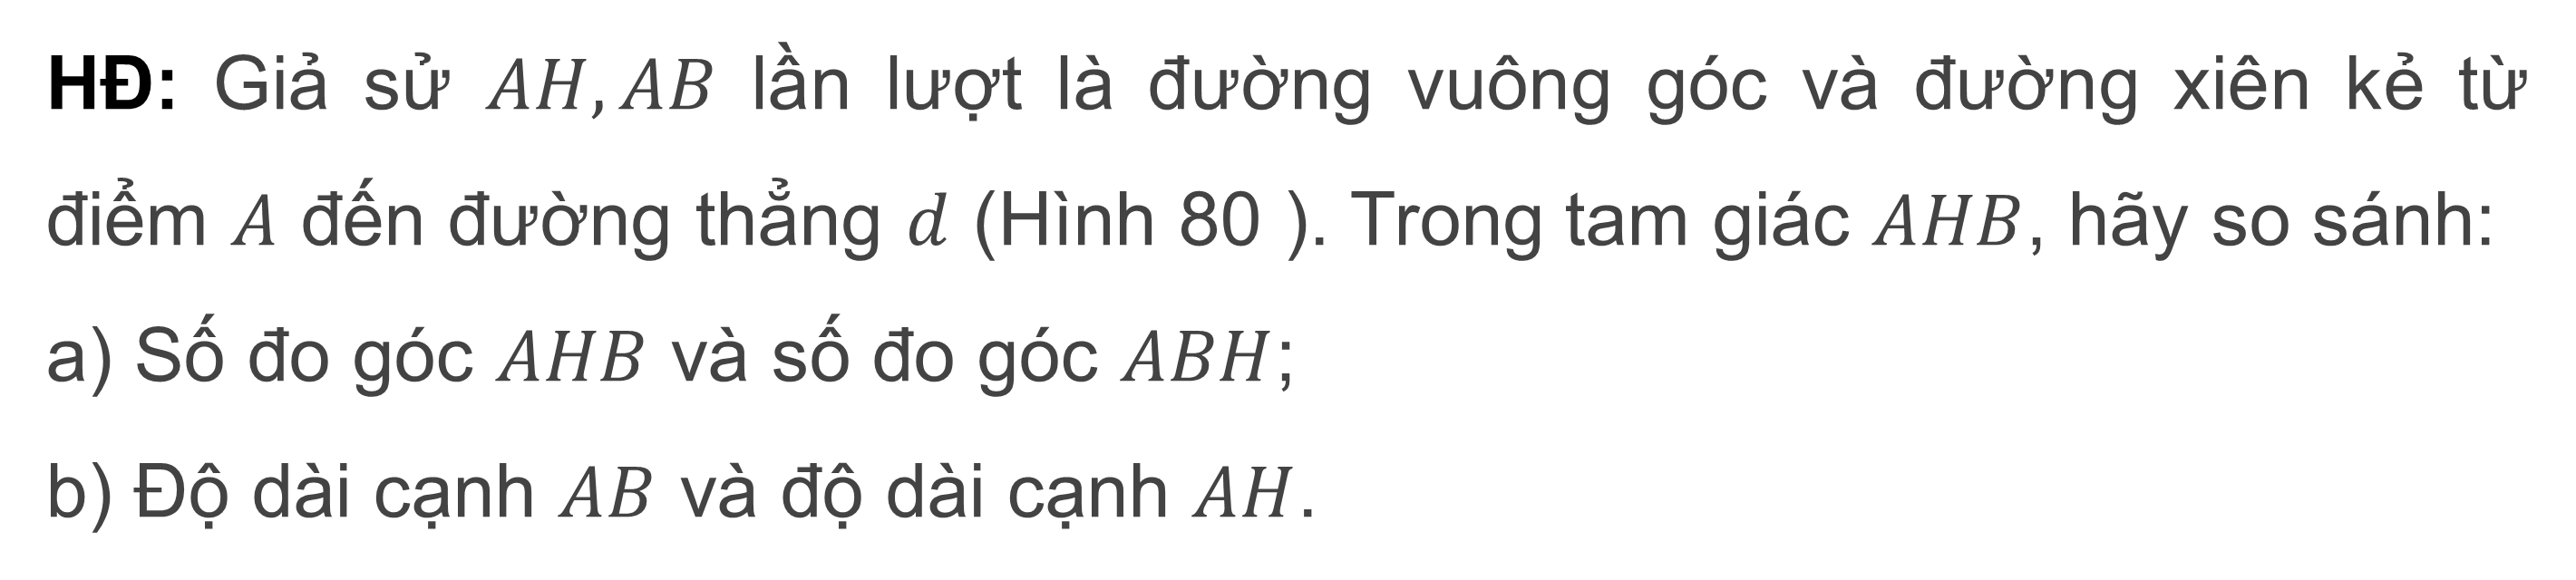 HĐ: Giả sử AH, AB lần lượt là đường vuông góc và đường xiên kẻ từ
điểm A đến đường thẳng d (Hình 80 ). Trong tam giác AHB, hãy so sánh:
a) Số đo góc AHB và số đo góc ABH;
b) Độ dài cạnh AB và độ dài cạnh AH.